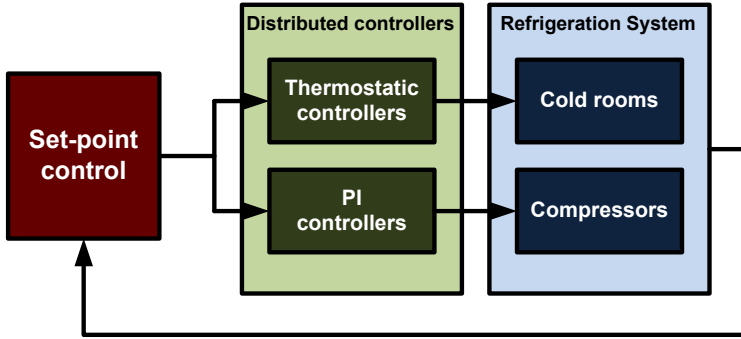 Distributed controllers
Refrigeration System
Thermostatic
controllers
Cold rooms
Set-point
control
PI
controllers
Compressors